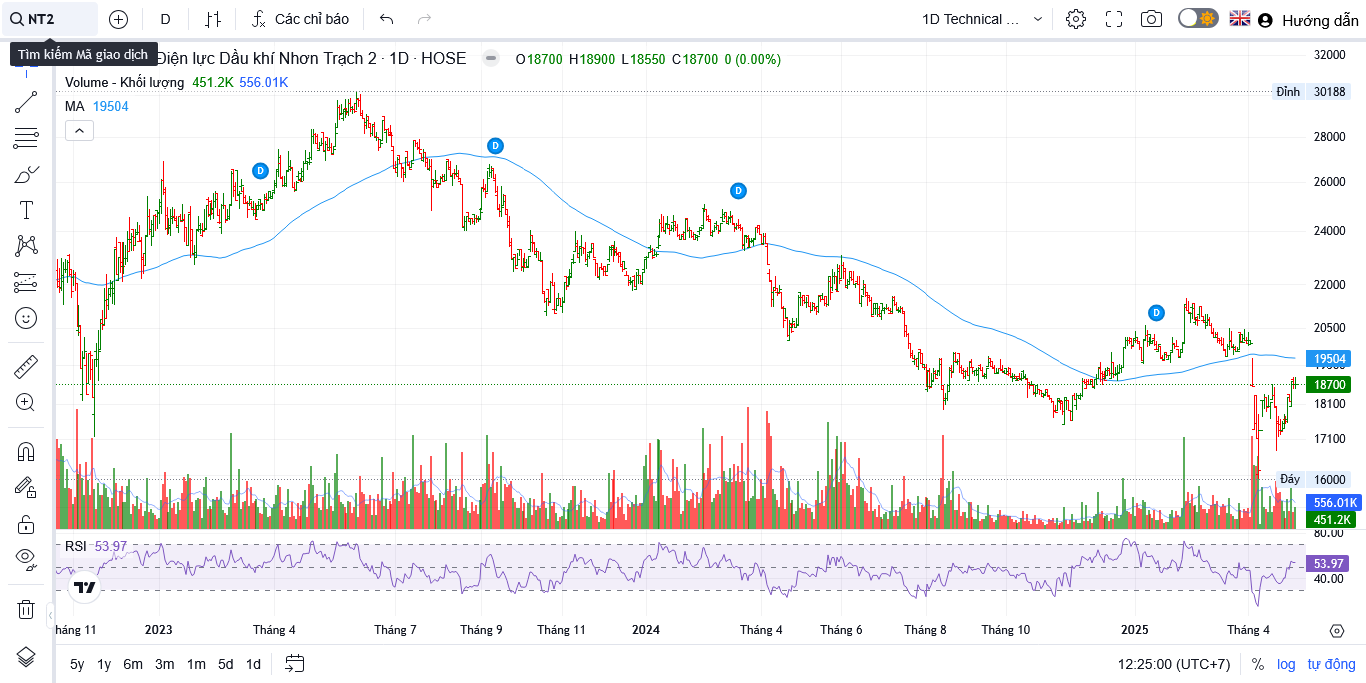 NT2
D
Các chỉ báo
1D Technical ...
Hướng dẫn
Tìm kiếm Mã giao dịch
Điện lực Dầu khí Nhơn Trạch 2 · 1D · HOSE
O18700 H18900 L18550 C18700 0 (0.00%)
Volume - Khối lượng 451.2K 556.01K
MA 19504
32000
Đỉnh 30188
28000
26000
24000
22000
20500
19504
18700
18100
17100
Đáy 16000
556.01K
451.2K
80.00
RSI 53.97
53.97
40.00
D
D
D
D
háng 11 2023 Tháng 4 Tháng 7 Tháng 9 Tháng 11 2024 Tháng 4 Tháng 6 Tháng 8 Tháng 10 2025 Tháng 4
5y 1y 6m 3m 1m 5d 1d
12:25:00 (UTC+7) % log tự động